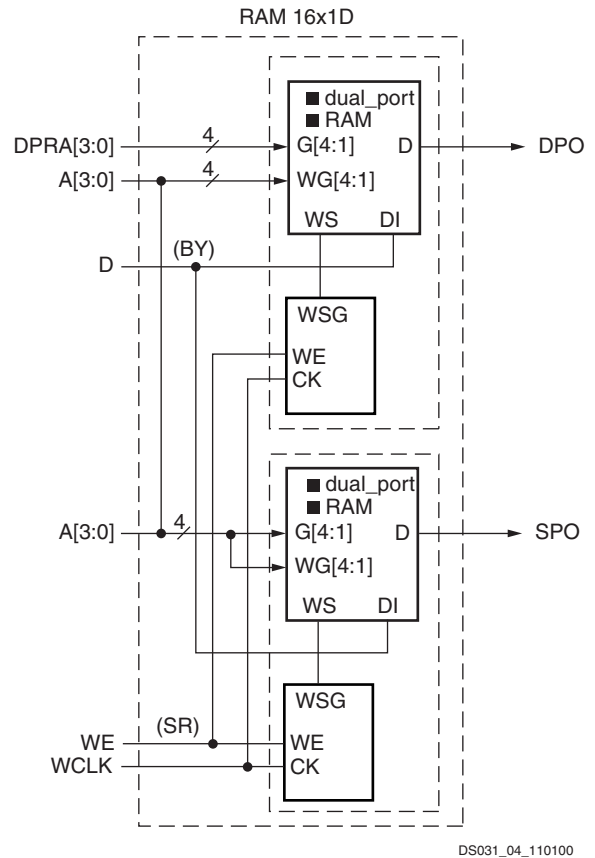 RAM 16x1D
dual_port
RAM
DPRA[3:0] 4 G[4:1] D DPO
A[3:0] 4 WG[4:1]
WS DI
D (BY)
WSG
WE
CK
dual_port
RAM
A[3:0] 4 G[4:1] D SPO
WG[4:1]
WS DI
WSG
WE (SR) WE
WCLK CK
DS031_04_110100